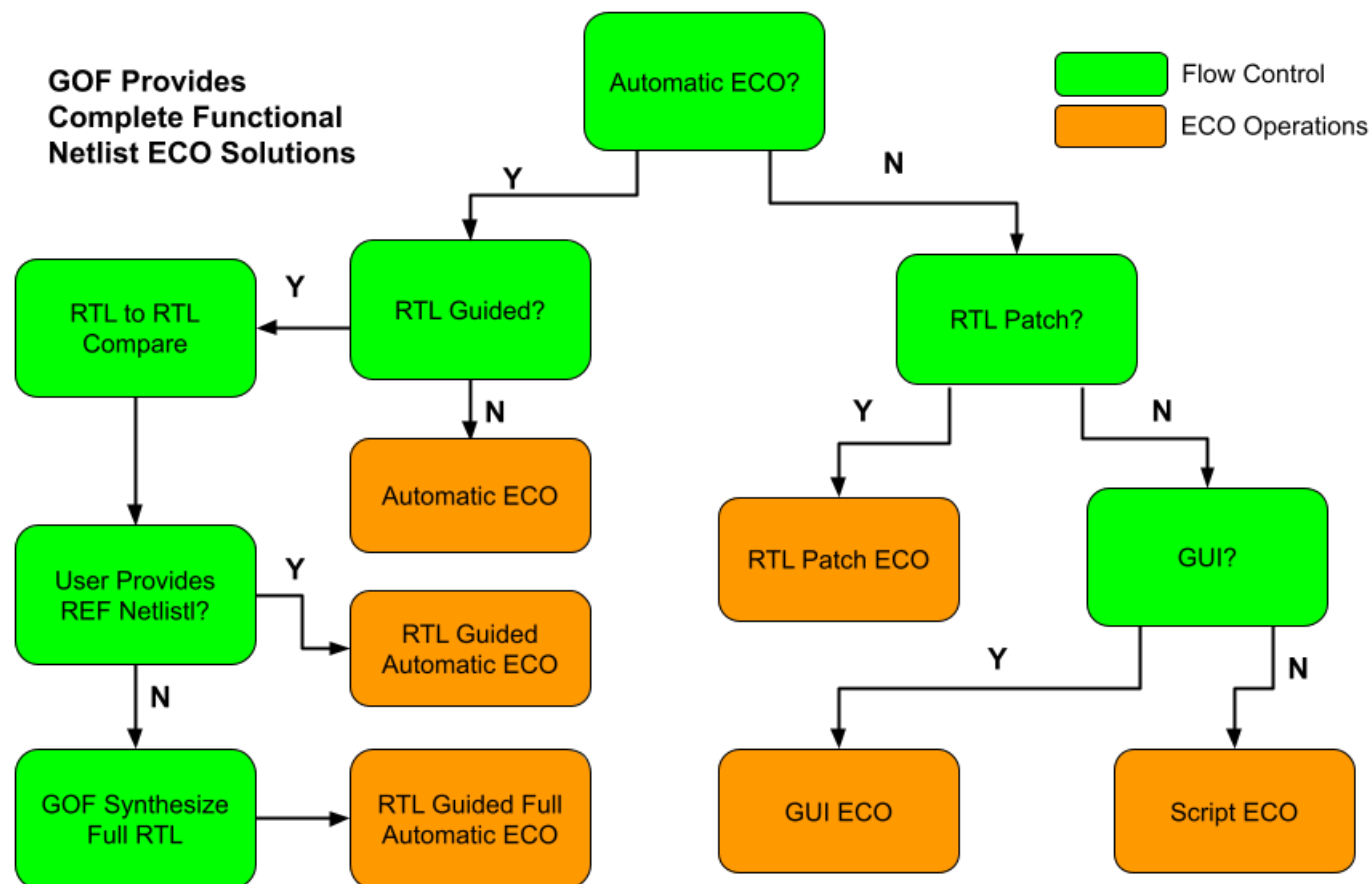 GOF Provides
Complete Functional
Netlist ECO Solutions
Automatic ECO?
Flow Control
ECO Operations
Y
N
RTL to RTL
Compare
Y
RTL Guided?
RTL Patch?
N
Automatic ECO
Y
N
User Provides
REF Netlistl?
Y
RTL Guided
Automatic ECO
RTL Patch ECO
GUI?
N
Y
N
GOF Synthesize
Full RTL
RTL Guided Full
Automatic ECO
GUI ECO
Script ECO